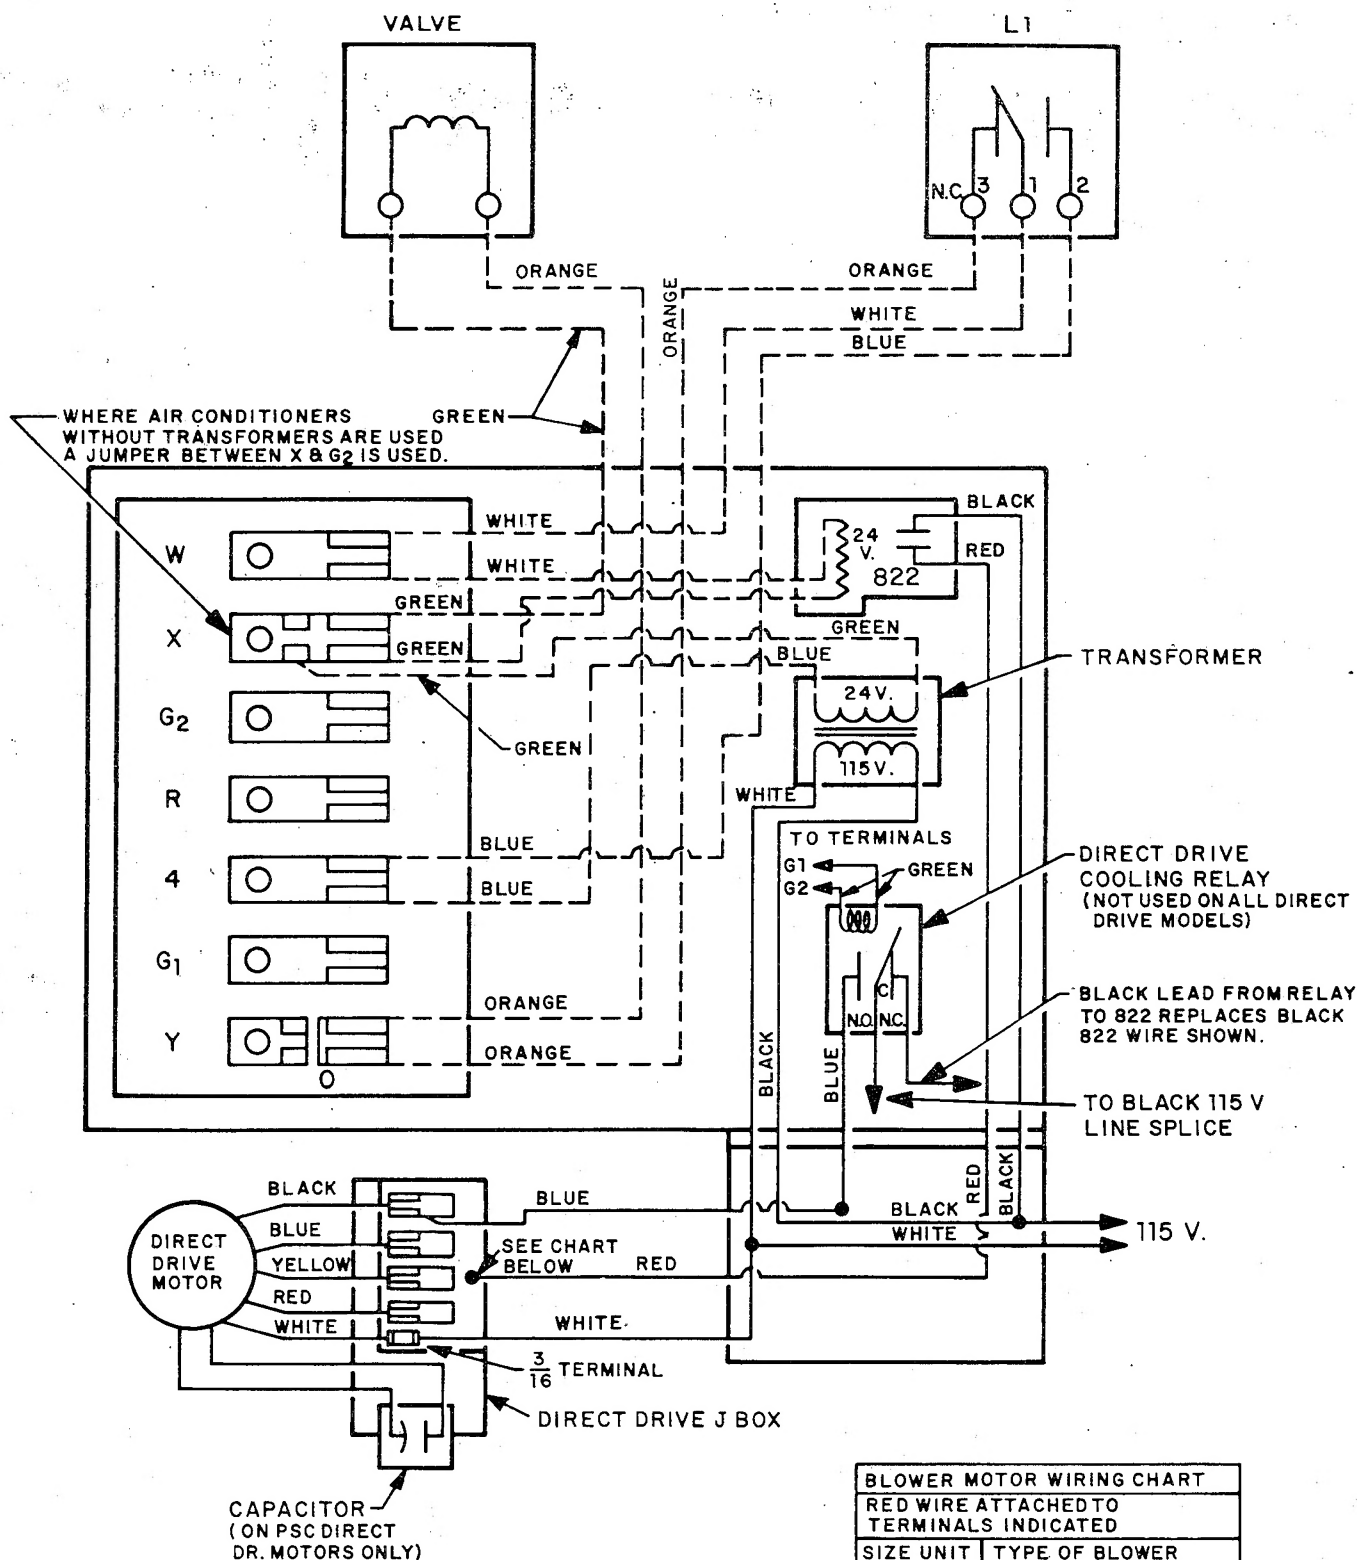 VALVE
L1
N.C. 3 1 2
ORANGE
ORANGE
ORANGE
WHITE
BLUE
WHERE AIR CONDITIONERS
WITHOUT TRANSFORMERS ARE USED
A JUMPER BETWEEN X & G2 IS USED.
GREEN
W
WHITE
WHITE
24
V.
822
BLACK
RED
X
GREEN
GREEN
GREEN
GREEN
BLUE
TRANSFORMER
24V.
115V.
G2
R
WHITE
TO TERMINALS
G1
G2
GREEN
4
BLUE
BLUE
DIRECT DRIVE
COOLING RELAY
(NOT USED ON ALL DIRECT
DRIVE MODELS)
G1
C
N.O. N.C.
BLACK LEAD FROM RELAY
TO 822 REPLACES BLACK
822 WIRE SHOWN.
Y
O
ORANGE
ORANGE
BLACK
BLUE
TO BLACK 115 V
LINE SPLICE
RED
BLACK
BLACK
WHITE
115 V.
DIRECT
DRIVE
MOTOR
BLACK
BLUE
YELLOW
RED
WHITE
BLUE
SEE CHART
BELOW
RED
WHITE
3/16 TERMINAL
DIRECT DRIVE J BOX
CAPACITOR
(ON PSC DIRECT
DR. MOTORS ONLY)
BLOWER MOTOR WIRING CHART
RED WIRE ATTACHED TO
TERMINALS INDICATED
SIZE UNIT TYPE OF BLOWER